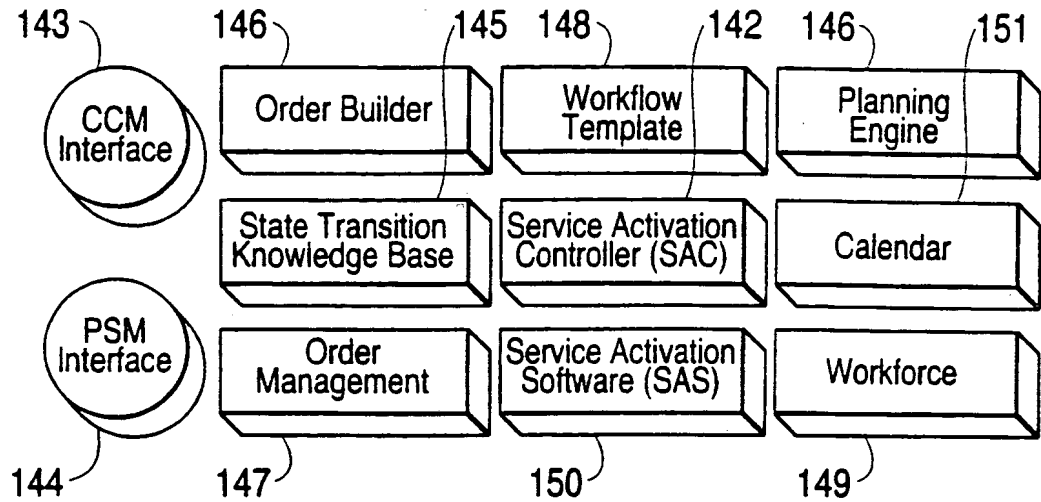 143
146
145
148
142
146
151
CCM
Interface
Order Builder
Workflow
Template
Planning
Engine
State Transition
Knowledge Base
Service Activation
Controller (SAC)
Calendar
PSM
Interface
Order
Management
Service Activation
Software (SAS)
Workforce
144
147
150
149